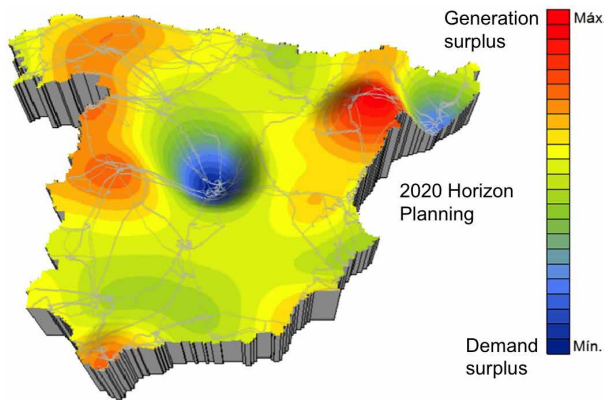 Generation
surplus
Máx.
2020 Horizon
Planning
Demand
surplus
Mín.